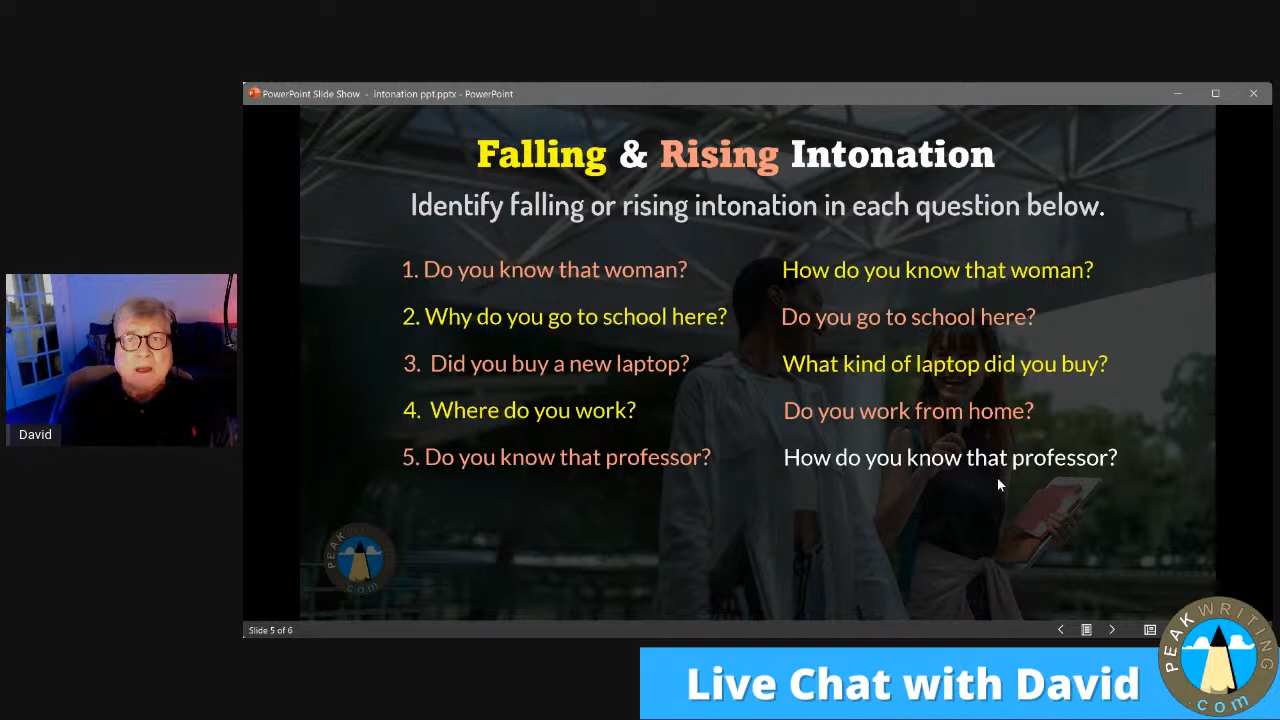 PowerPoint Slide Show - intonation ppt.pptx - PowerPoint
Falling & Rising Intonation
Identify falling or rising intonation in each question below.
1. Do you know that woman?
How do you know that woman?
2. Why do you go to school here?
Do you go to school here?
3. Did you buy a new laptop?
What kind of laptop did you buy?
4. Where do you work?
Do you work from home?
5. Do you know that professor?
How do you know that professor?
David
PEAKWRITING
.com
Slide 5 of 6
Live Chat with David
PEAKWRITING
.com